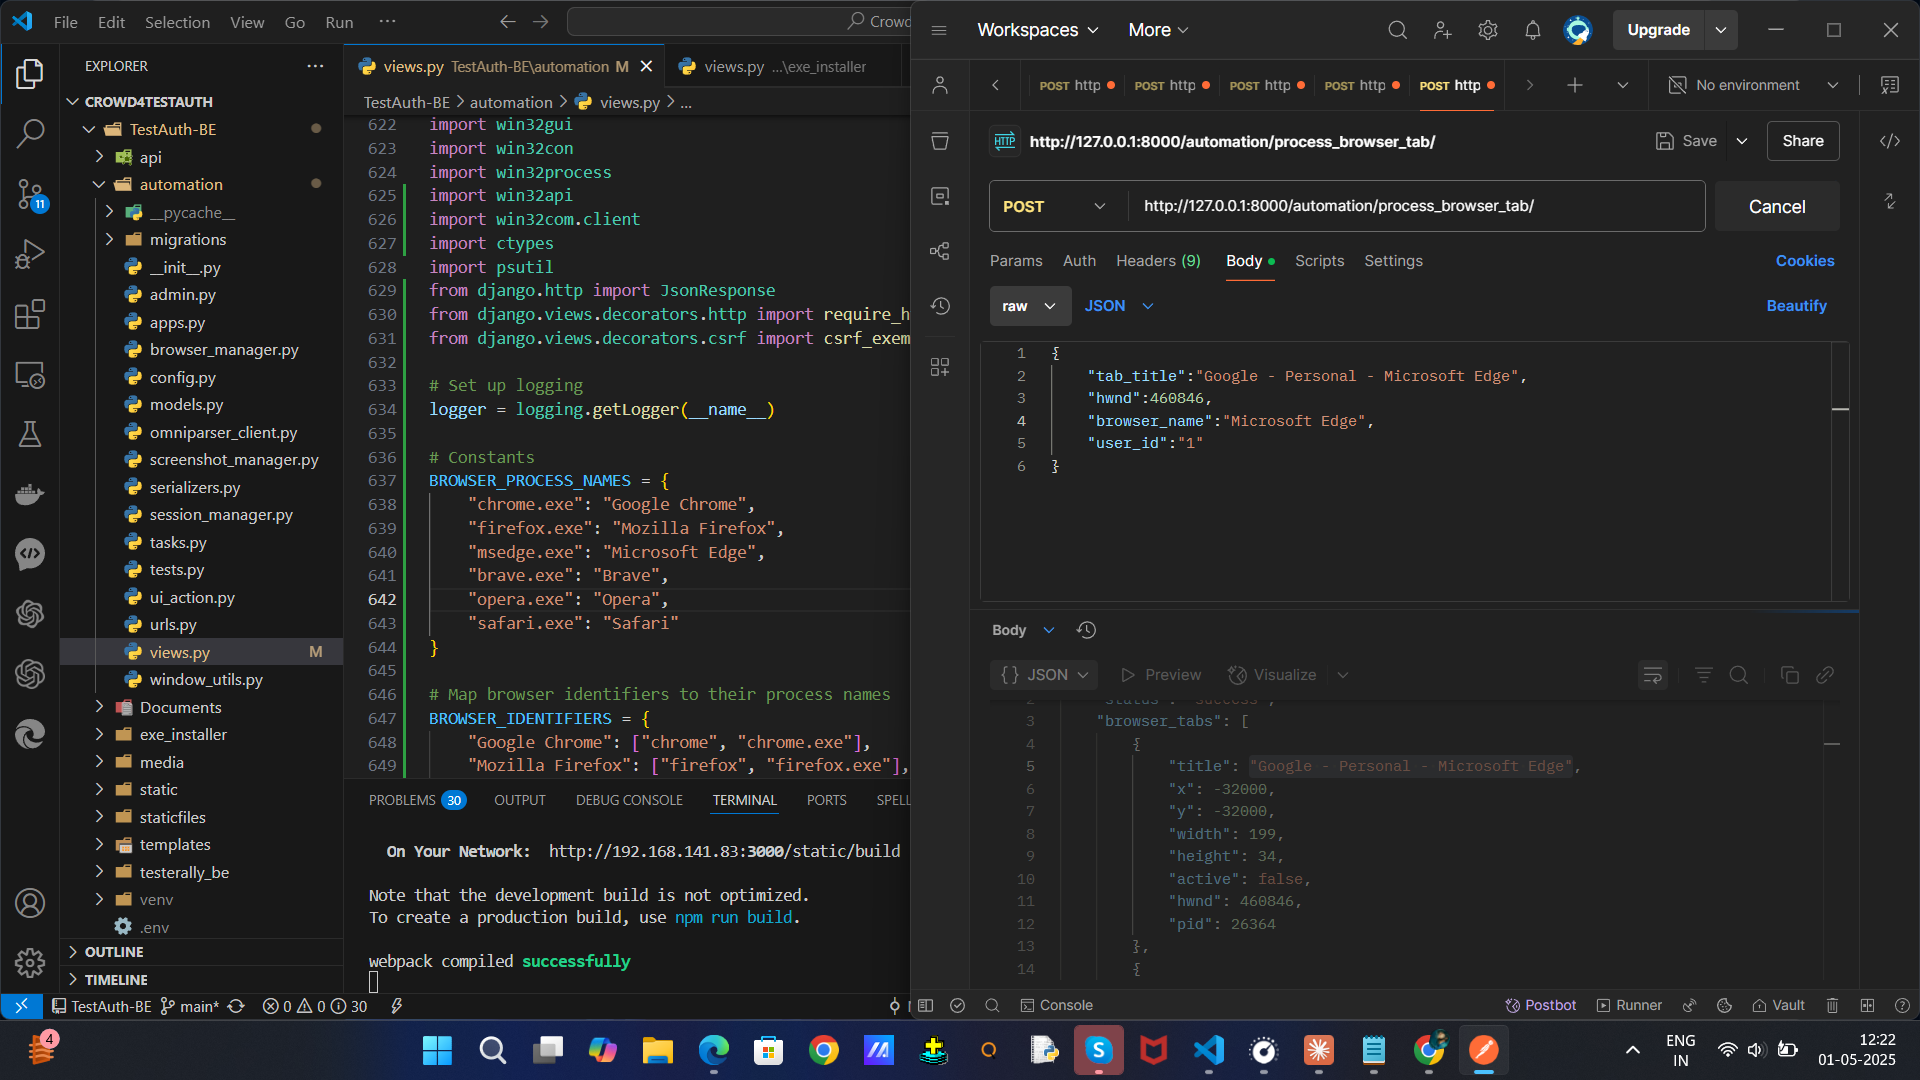 File Edit Selection View Go Run ···
Crowd
EXPLORER
CROWD4TESTAUTH
TestAuth-BE
api
automation
__pycache__
migrations
__init__.py
admin.py
apps.py
browser_manager.py
config.py
models.py
omniparser_client.py
screenshot_manager.py
serializers.py
session_manager.py
tasks.py
tests.py
ui_action.py
urls.py
views.py M
window_utils.py
Documents
exe_installer
media
static
staticfiles
templates
testerally_be
venv
.env
OUTLINE
TIMELINE
11
views.py TestAuth-BE\automation M
views.py ...\exe_installer
TestAuth-BE > automation > views.py > ...
622 import win32gui
623 import win32con
624 import win32process
625 import win32api
626 import win32com.client
627 import ctypes
628 import psutil
629 from django.http import JsonResponse
630 from django.views.decorators.http import require_h
631 from django.views.decorators.csrf import csrf_exem
632
633 # Set up logging
634 logger = logging.getLogger(__name__)
635
636 # Constants
637 BROWSER_PROCESS_NAMES = {
638 "chrome.exe": "Google Chrome",
639 "firefox.exe": "Mozilla Firefox",
640 "msedge.exe": "Microsoft Edge",
641 "brave.exe": "Brave",
642 "opera.exe": "Opera",
643 "safari.exe": "Safari"
644 }
645
646 # Map browser identifiers to their process names
647 BROWSER_IDENTIFIERS = {
648 "Google Chrome": ["chrome", "chrome.exe"],
649 "Mozilla Firefox": ["firefox", "firefox.exe"],
PROBLEMS 30 OUTPUT DEBUG CONSOLE TERMINAL PORTS SPELL
On Your Network: http://192.168.141.83:3000/static/build
Note that the development build is not optimized.
To create a production build, use npm run build.
webpack compiled successfully
TestAuth-BE main* 0 0 30
Workspaces More
Upgrade
POST http POST http POST http POST http POST http
No environment
HTTP http://127.0.0.1:8000/automation/process_browser_tab/
Save Share
POST http://127.0.0.1:8000/automation/process_browser_tab/
Cancel
Params Auth Headers (9) Body Scripts Settings
Cookies
raw JSON
Beautify
1 {
2 "tab_title":"Google - Personal - Microsoft Edge",
3 "hwnd":460846,
4 "browser_name":"Microsoft Edge",
5 "user_id":"1"
6 }
Body
{} JSON Preview Visualize
2 "status": "success",
3 "browser_tabs": [
4 {
5 "title": "Google - Personal - Microsoft Edge",
6 "x": -32000,
7 "y": -32000,
8 "width": 199,
9 "height": 34,
10 "active": false,
11 "hwnd": 460846,
12 "pid": 26364
13 },
14 {
Console
Postbot Runner Vault
4
ENG
IN
12:22
01-05-2025